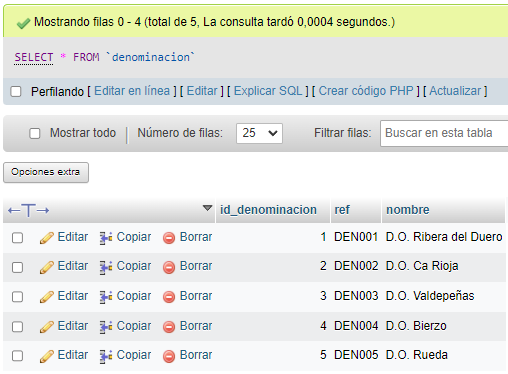 Mostrando filas 0 - 4 (total de 5, La consulta tardó 0,0004 segundos.)
SELECT * FROM `denominacion`
Perfilando [ Editar en línea ] [ Editar ] [ Explicar SQL ] [ Crear código PHP ] [ Actualizar ]
Mostrar todo Número de filas: 25 Filtrar filas: Buscar en esta tabla
Opciones extra
←T→ id_denominacion ref nombre
Editar Copiar Borrar 1 DEN001 D.O. Ribera del Duero
Editar Copiar Borrar 2 DEN002 D.O. Ca Rioja
Editar Copiar Borrar 3 DEN003 D.O. Valdepeñas
Editar Copiar Borrar 4 DEN004 D.O. Bierzo
Editar Copiar Borrar 5 DEN005 D.O. Rueda